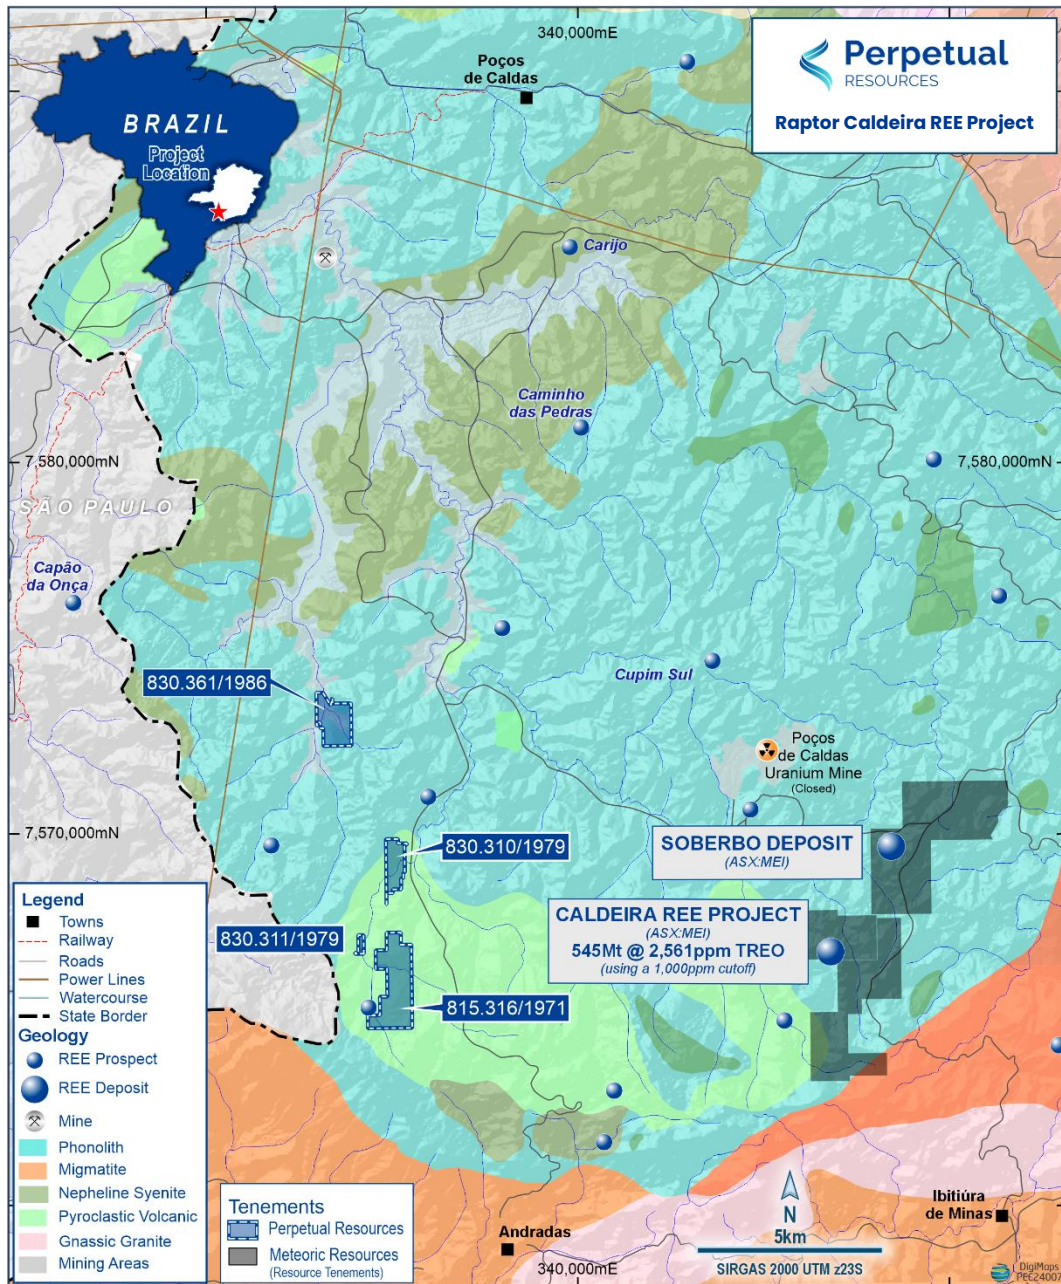 340,000mE
Perpetual
RESOURCES
Raptor Caldeira REE Project
Poços
de Caldas
BRAZIL
Project
Location
Carijo
Caminho
das Pedras
7,580,000mN
7,580,000mN
SÃO PAULO
Capão
da Onça
830.361/1986
Cupim Sul
Poços
de Caldas
Uranium Mine
(Closed)
7,570,000mN
830.310/1979
SOBERBO DEPOSIT
(ASX:MEI)
CALDEIRA REE PROJECT
(ASX:MEI)
545Mt @ 2,561ppm TREO
(using a 1,000ppm cutoff)
830.311/1979
815.316/1971
Legend
Towns
Railway
Roads
Power Lines
Watercourse
State Border
Geology
REE Prospect
REE Deposit
Mine
Phonolith
Migmatite
Nepheline Syenite
Pyroclastic Volcanic
Gnassic Granite
Mining Areas
Tenements
Perpetual Resources
Meteoric Resources
(Resource Tenements)
Andradas
Ibitiúra
de Minas
N
5km
SIRGAS 2000 UTM z23S
340,000mE
DigiMaps